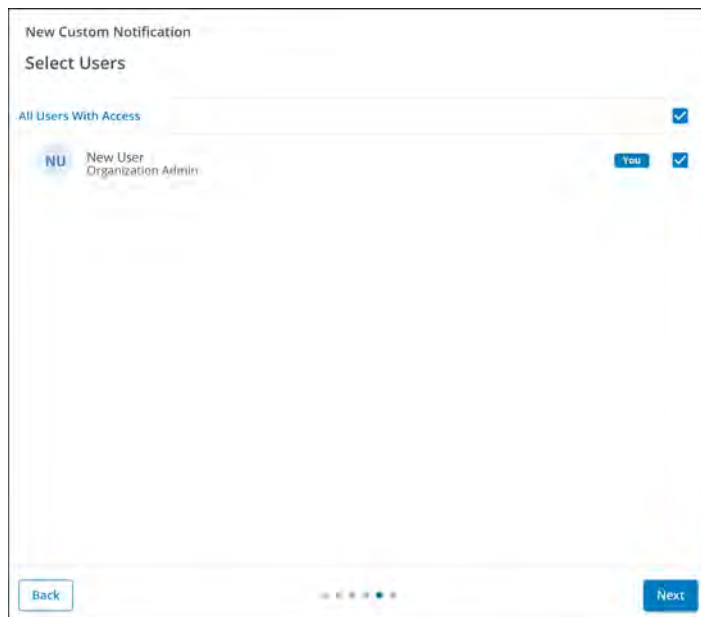 New Custom Notification
Select Users
All Users With Access
NU
New User
You
Organization Admin
Back
Next